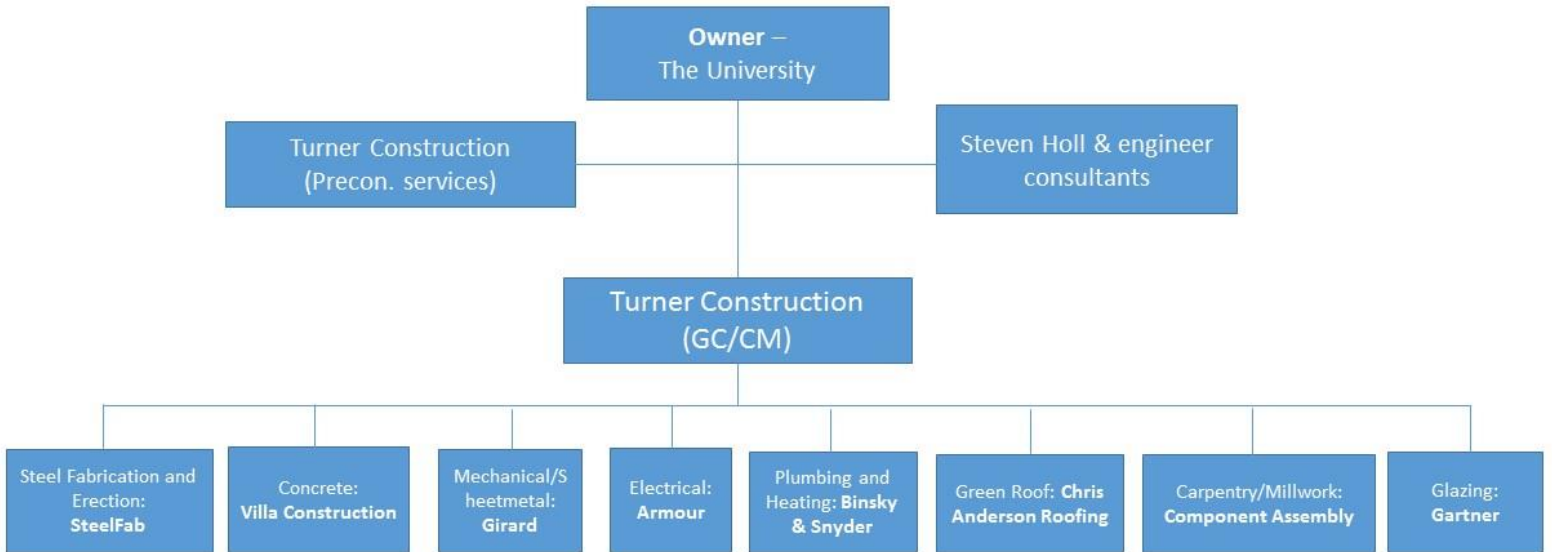 Owner –
The University
Turner Construction
(Precon. services)
Steven Holl & engineer
consultants
Turner Construction
(GC/CM)
Steel Fabrication and
Erection:
SteelFab
Concrete:
Villa Construction
Mechanical/S
heetmetal:
Girard
Electrical:
Armour
Plumbing and
Heating: Binsky
& Snyder
Green Roof: Chris
Anderson Roofing
Carpentry/Millwork:
Component Assembly
Glazing:
Gartner